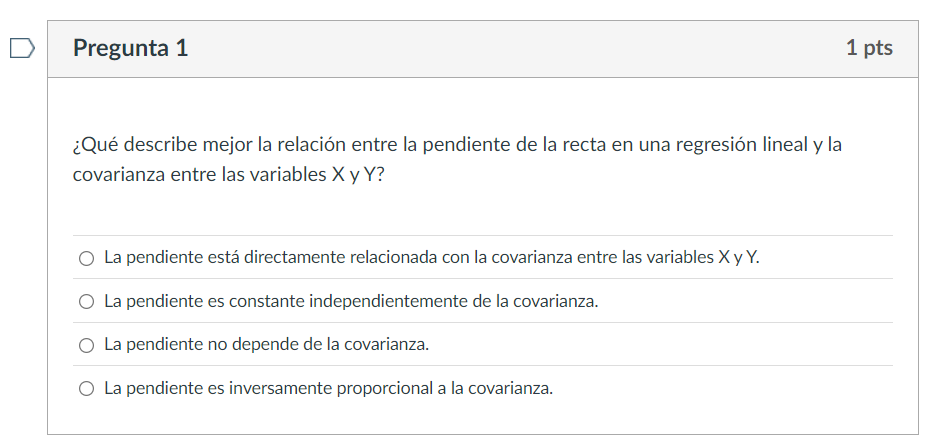 Pregunta 1
1 pts
¿Qué describe mejor la relación entre la pendiente de la recta en una regresión lineal y la
covarianza entre las variables X y Y?
La pendiente está directamente relacionada con la covarianza entre las variables X y Y.
La pendiente es constante independientemente de la covarianza.
La pendiente no depende de la covarianza.
La pendiente es inversamente proporcional a la covarianza.